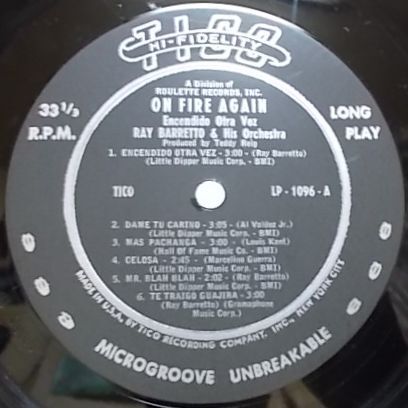 TICO
HI-FIDELITY
A Division of
ROULETTE RECORDS, INC.
ON FIRE AGAIN
Encendido Otra Vez
33 1/3
R.P.M.
LONG
PLAY
RAY BARRETTO & His Orchestra
Produced by Teddy Reig
1. ENCENDIDO OTRA VEZ - 3:00 - (Ray Barretto)
(Little Dipper Music Corp. - BMI)
TICO
LP - 1096 - A
2. DAME TU CARINO - 3:05 - (Al Valdez Jr.)
(Little Dipper Music Corp. - BMI)
3. MAS PACHANGA - 3:00 - (Louis Kant)
(Hall Of Fame Music Co. - BMI)
4. CELOSA - 2:45 - (Marcelino Guerra)
(Little Dipper Music Corp. - BMI)
5. MR. BLAH BLAH - 2:02 - (Ray Barretto)
(Little Dipper Music Corp. - BMI)
6. TE TRAIGO GUAJIRA - 3:00
(Ray Barretto) (Gramophone
Music Corp.)
MADE IN U.S.A. BY TICO RECORDING COMPANY, INC., NEW YORK CITY
MICROGROOVE UNBREAKABLE